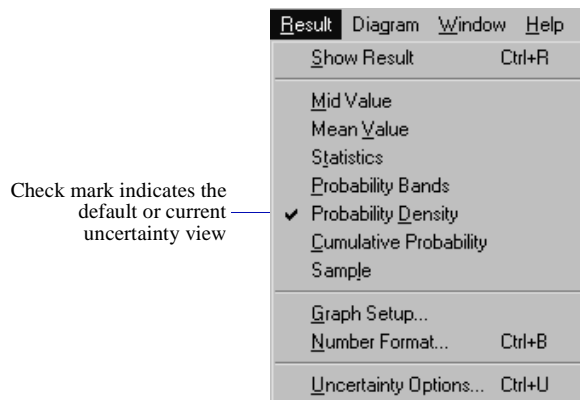 Result Diagram Window Help
Show Result Ctrl+R
Mid Value
Mean Value
Statistics
Probability Bands
Check mark indicates the
default or current
uncertainty view
Probability Density
Cumulative Probability
Sample
Graph Setup...
Number Format... Ctrl+B
Uncertainty Options... Ctrl+U